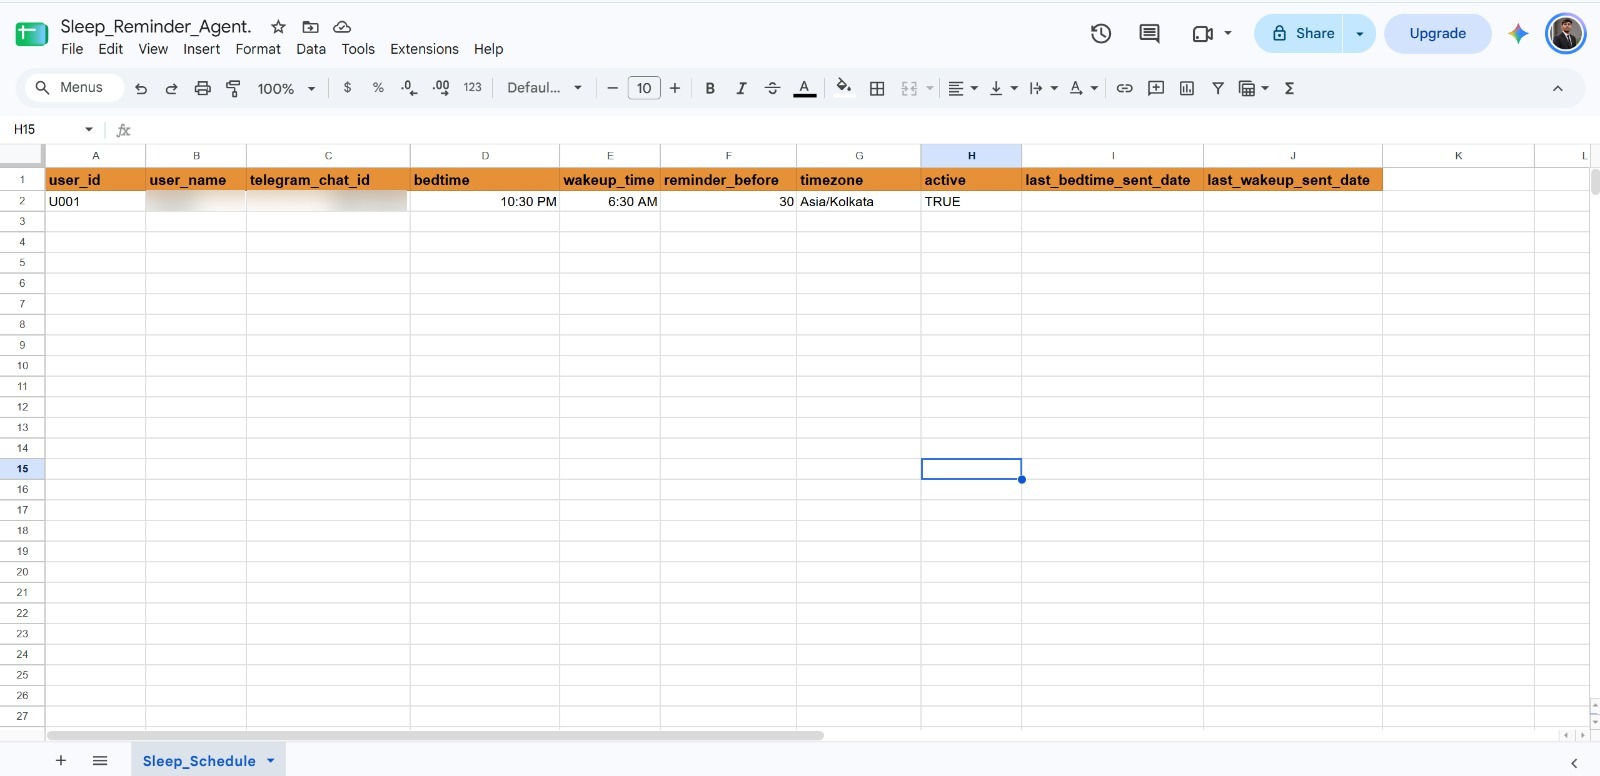 Sleep_Reminder_Agent.
File Edit View Insert Format Data Tools Extensions Help
Share
Upgrade
Menus 100% $ % .0 .00 123 Defaul... − 10 + B I S A Σ
H15 fx
A B C D E F G H I J K L
1 user_id user_name telegram_chat_id bedtime wakeup_time reminder_before timezone active last_bedtime_sent_date last_wakeup_sent_date
2 U001 10:30 PM 6:30 AM 30 Asia/Kolkata TRUE
3
4
5
6
7
8
9
10
11
12
13
14
15
16
17
18
19
20
21
22
23
24
25
26
27
+ Sleep_Schedule